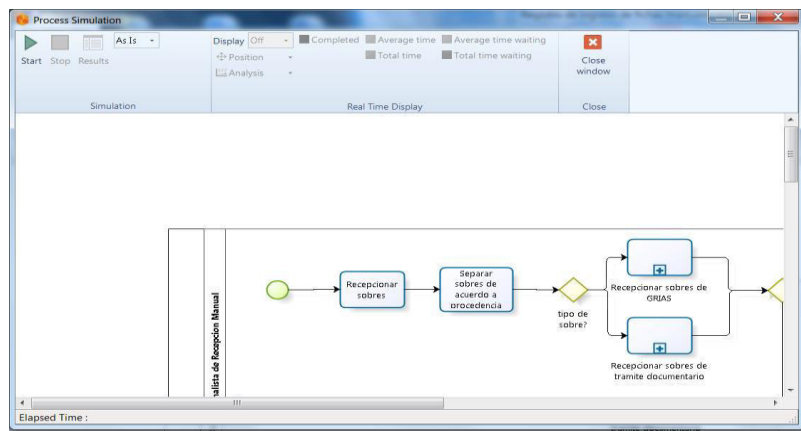 Process Simulation
Start
Stop
Results
As Is
Simulation
Display Off
Position
Analysis
Completed
Average time
Average time waiting
Total time
Total time waiting
Real Time Display
Close window
Close
Recepcionar
sobres
Separar
sobres de
acuerdo a
procedencia
tipo de
sobre?
Recepcionar sobres de
GRIAS
Recepcionar sobres de
tramite documentario
nalista de Recepcion Manual
Elapsed Time :